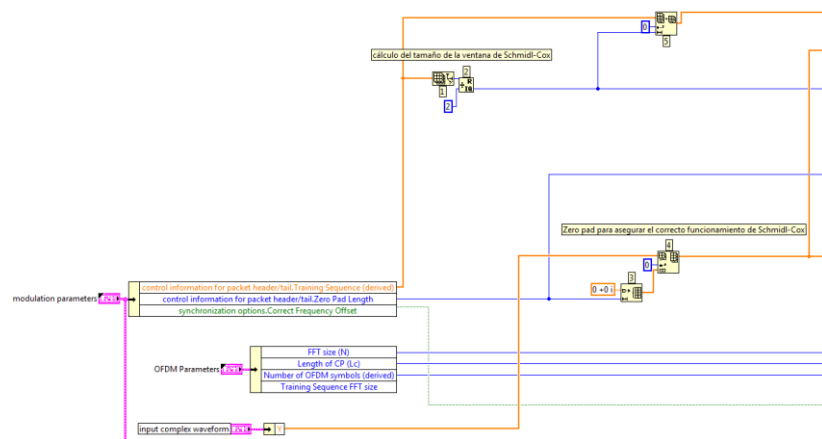 0
5
cálculo del tamaño de la ventana de Schmidl-Cox
2
1
R
IQ
2
Zero pad para asegurar el correcto funcionamiento de Schmidl-Cox
4
0
3
0 +0 i
control information for packet header/tail.Training Sequence (derived)
modulation parameters
control information for packet header/tail.Zero Pad Length
synchronization options.Correct Frequency Offset
FFT size (N)
OFDM Parameters
Length of CP (Lc)
Number of OFDM symbols (derived)
Training Sequence FFT size
input complex waveform
Y